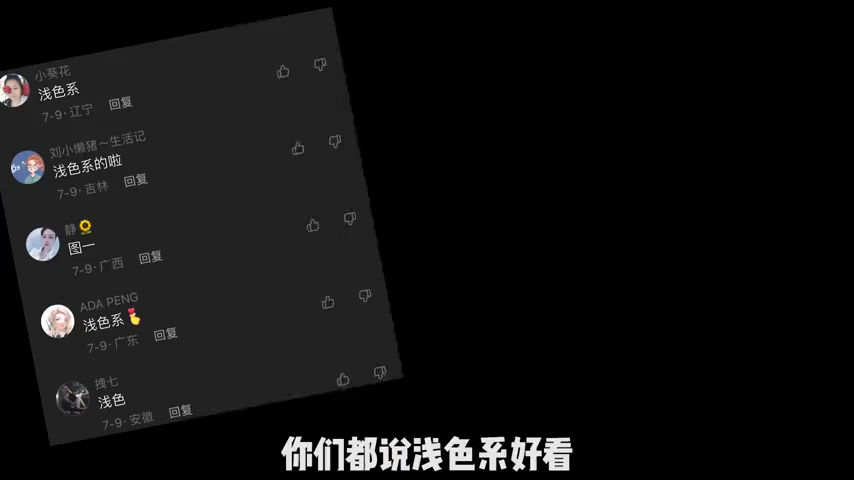 小葵花
浅色系
7-9·辽宁 回复
刘小懒猪～生活记
浅色系的啦
7-9·吉林 回复
静🌻
图一
7-9·广西 回复
ADA PENG
浅色系🫰
7-9·广东 回复
拽七
浅色
7-9·安徽 回复
你们都说浅色系好看